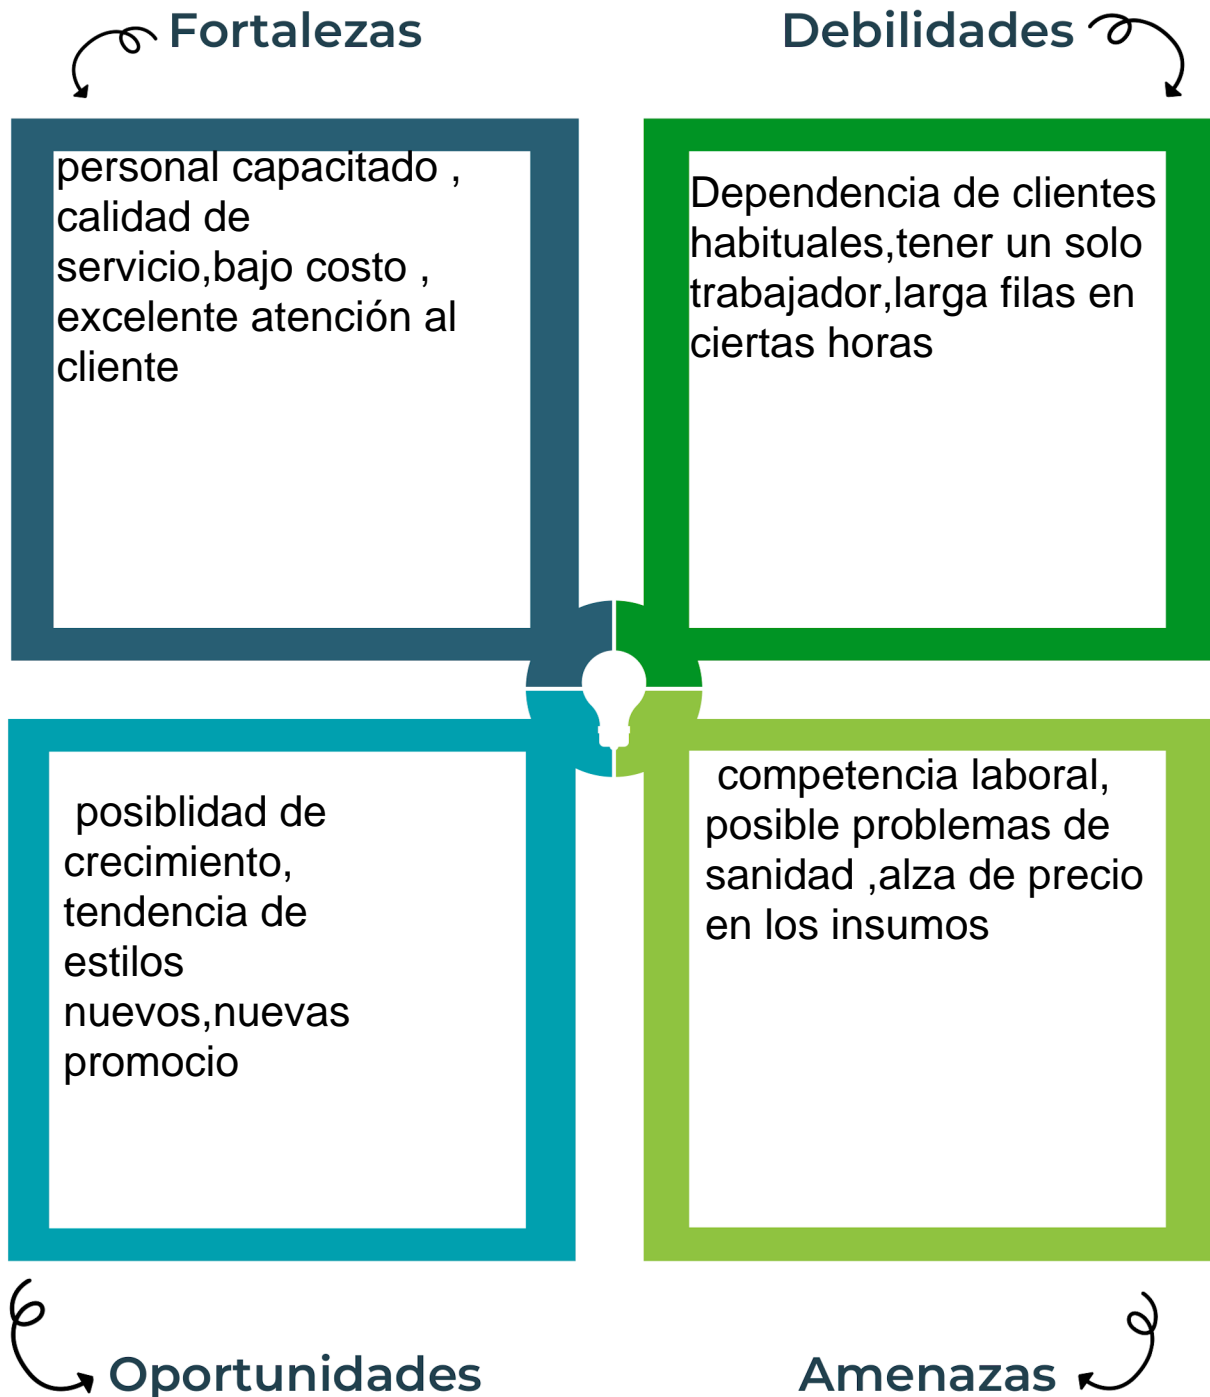 Fortalezas
personal capacitado ,
calidad de
servicio,bajo costo ,
excelente atención al
cliente
Debilidades
Dependencia de clientes
habituales,tener un solo
trabajador,larga filas en
ciertas horas
posiblidad de
crecimiento,
tendencia de
estilos
nuevos,nuevas
promocio
Oportunidades
competencia laboral,
posible problemas de
sanidad ,alza de precio
en los insumos
Amenazas